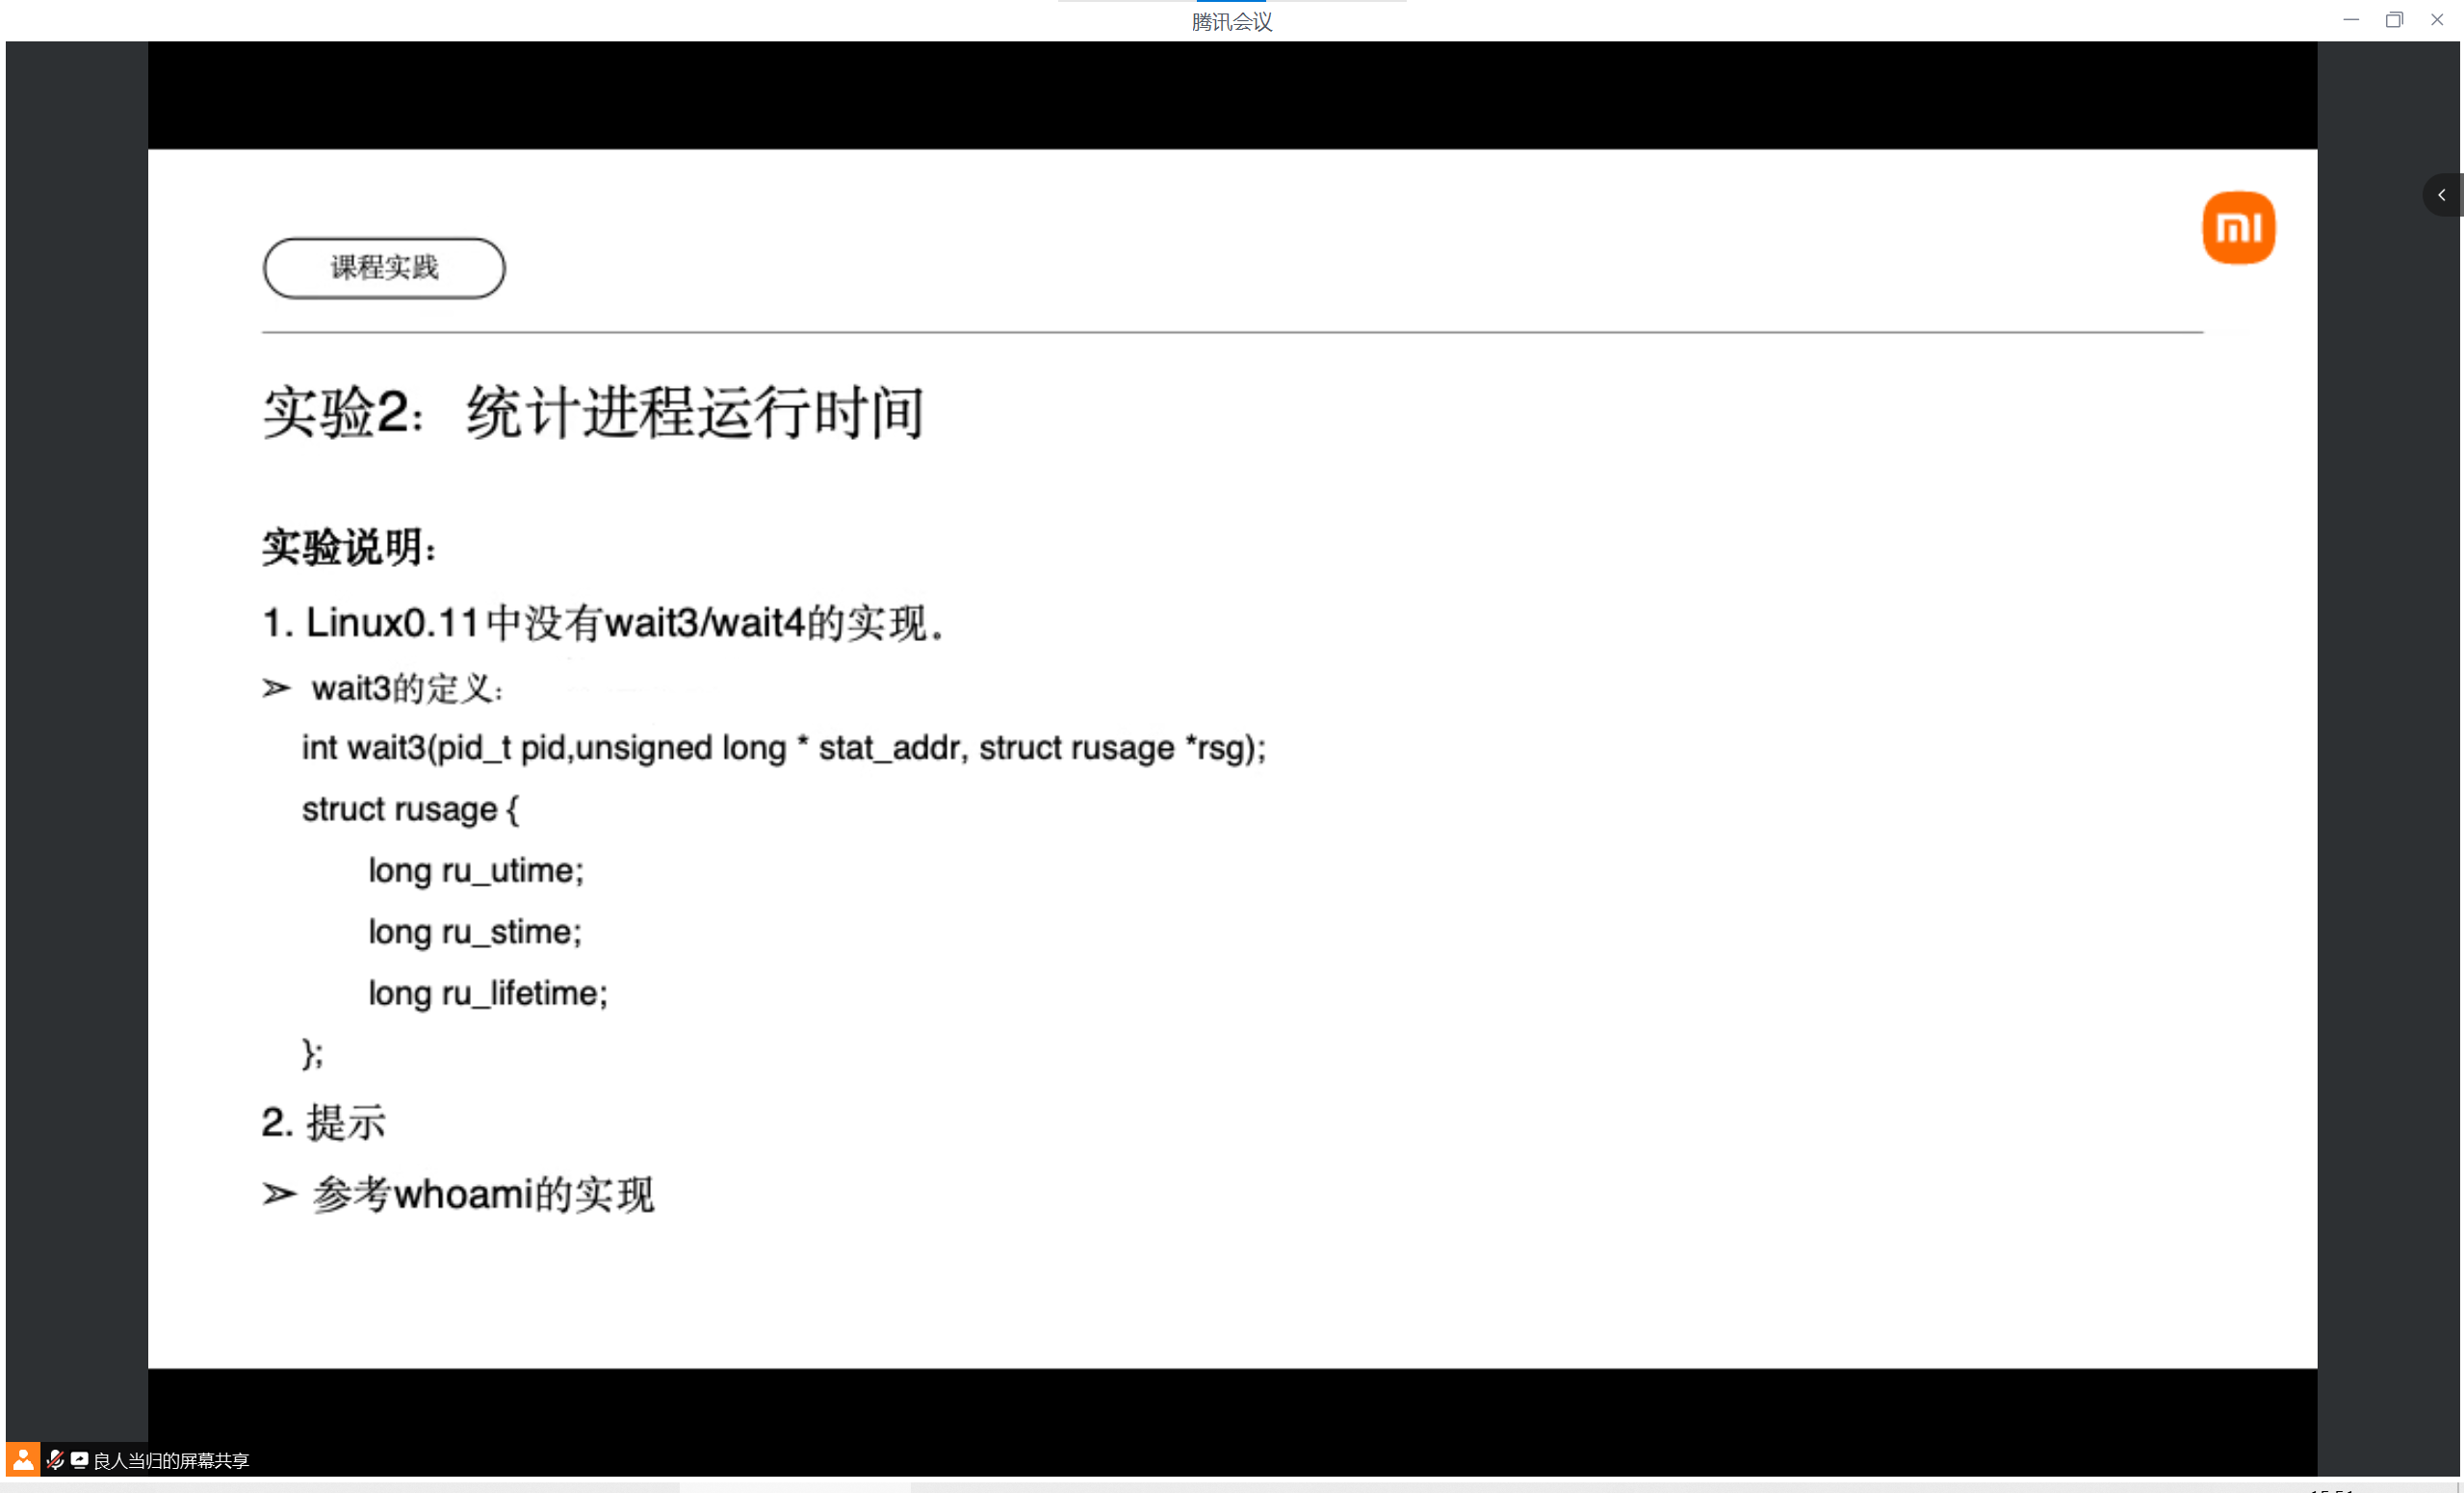 腾讯会议
mi
课程实践
实验2：统计进程运行时间
实验说明：
1. Linux0.11中没有wait3/wait4的实现。
➢ wait3的定义：
int wait3(pid_t pid,unsigned long * stat_addr, struct rusage *rsg);
struct rusage {
long ru_utime;
long ru_stime;
long ru_lifetime;
};
2. 提示
➢ 参考whoami的实现
良人当归的屏幕共享